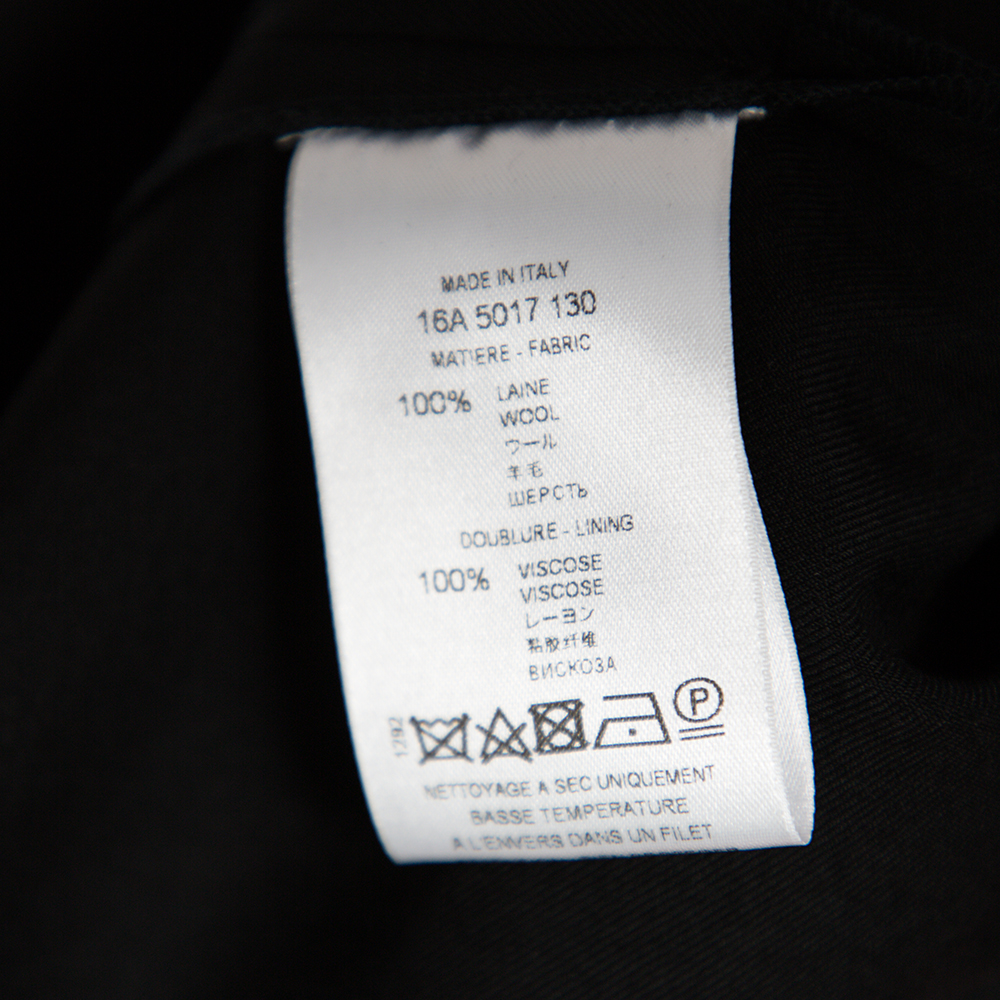 MADE IN ITALY
16A 5017 130
MATIERE - FABRIC
100% LAINE
WOOL
ウール
羊毛
ШЕРСТЬ
DOUBLURE - LINING
100% VISCOSE
VISCOSE
レーヨン
黏胶纤维
ВИСКОЗА
1292
P
NETTOYAGE A SEC UNIQUEMENT
BASSE TEMPERATURE
A L'ENVERS DANS UN FILET